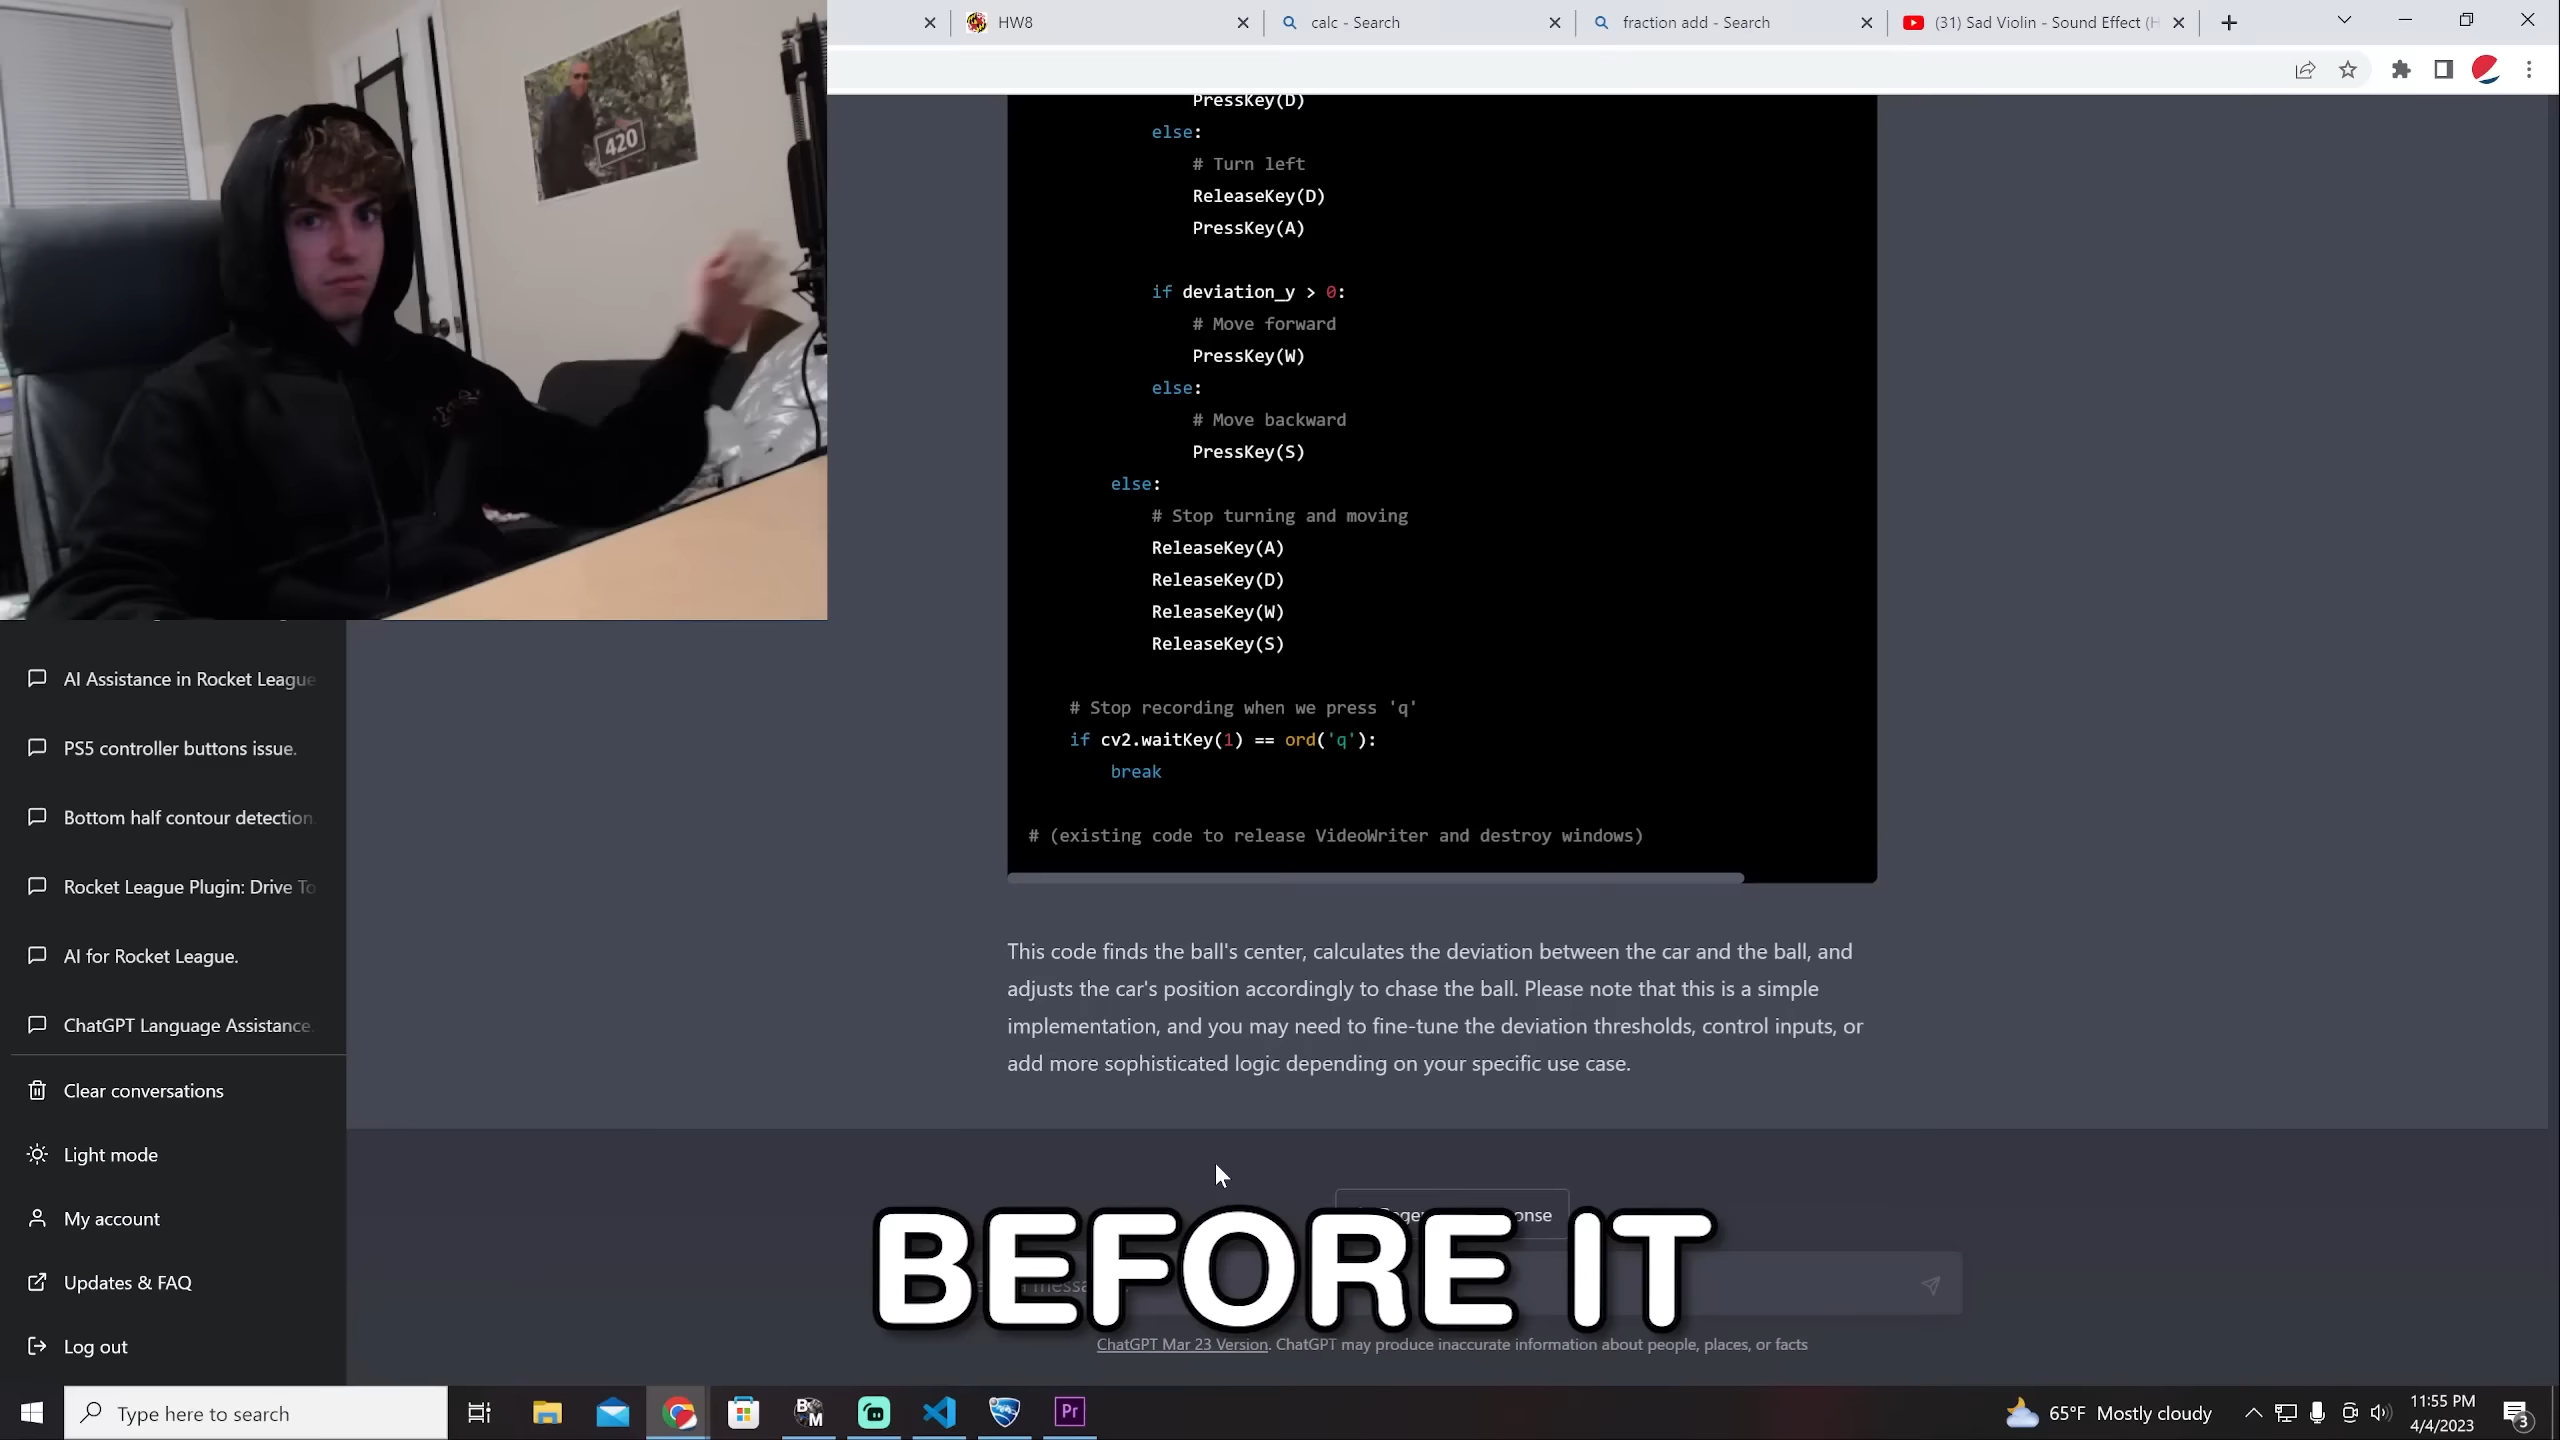 HW8
calc - Search
fraction add - Search
(31) Sad Violin - Sound Effect (H
420
PressKey(D)
else:
# Turn left
ReleaseKey(D)
PressKey(A)
if deviation_y > 0:
# Move forward
PressKey(W)
else:
# Move backward
PressKey(S)
else:
# Stop turning and moving
ReleaseKey(A)
ReleaseKey(D)
ReleaseKey(W)
ReleaseKey(S)
# Stop recording when we press 'q'
if cv2.waitKey(1) == ord('q'):
break
# (existing code to release VideoWriter and destroy windows)
This code finds the ball's center, calculates the deviation between the car and the ball, and
adjusts the car's position accordingly to chase the ball. Please note that this is a simple
implementation, and you may need to fine-tune the deviation thresholds, control inputs, or
add more sophisticated logic depending on your specific use case.
AI Assistance in Rocket League
PS5 controller buttons issue.
Bottom half contour detection.
Rocket League Plugin: Drive To
AI for Rocket League.
ChatGPT Language Assistance.
Clear conversations
Light mode
My account
Updates & FAQ
Log out
BEFORE IT
ChatGPT Mar 23 Version. ChatGPT may produce inaccurate information about people, places, or facts
Type here to search
BM
Pr
65°F Mostly cloudy
11:55 PM
4/4/2023
3